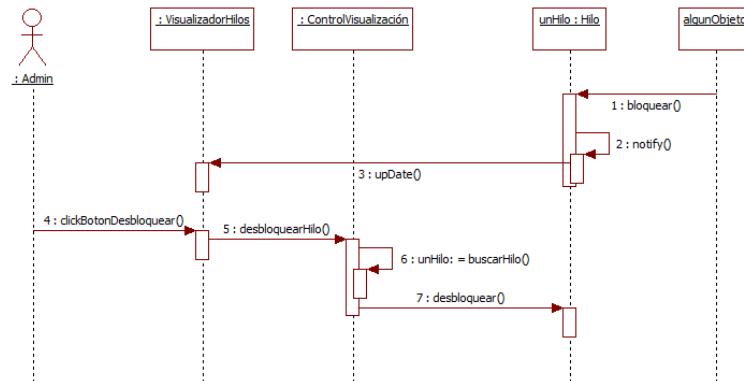 : VisualizadorHilos
: ControlVisualización
unHilo : Hilo
algunObjeto
: Admin
1 : bloquear()
2 : notify()
3 : upDate()
4 : clickBotonDesbloquear()
5 : desbloquearHilo()
6 : unHilo: = buscarHilo()
7 : desbloquear()